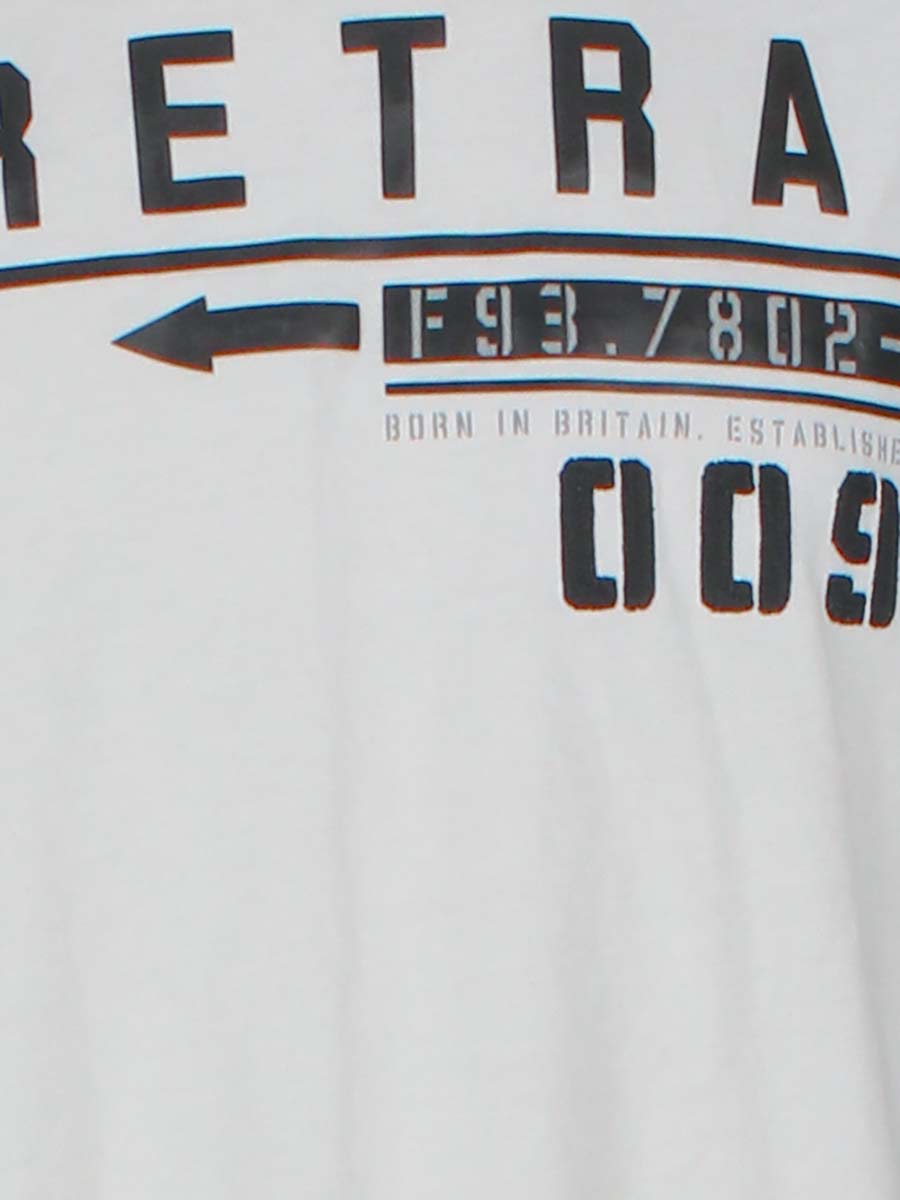 RETRA
F93.7802-
BORN IN BRITAIN. ESTABLISHE
009